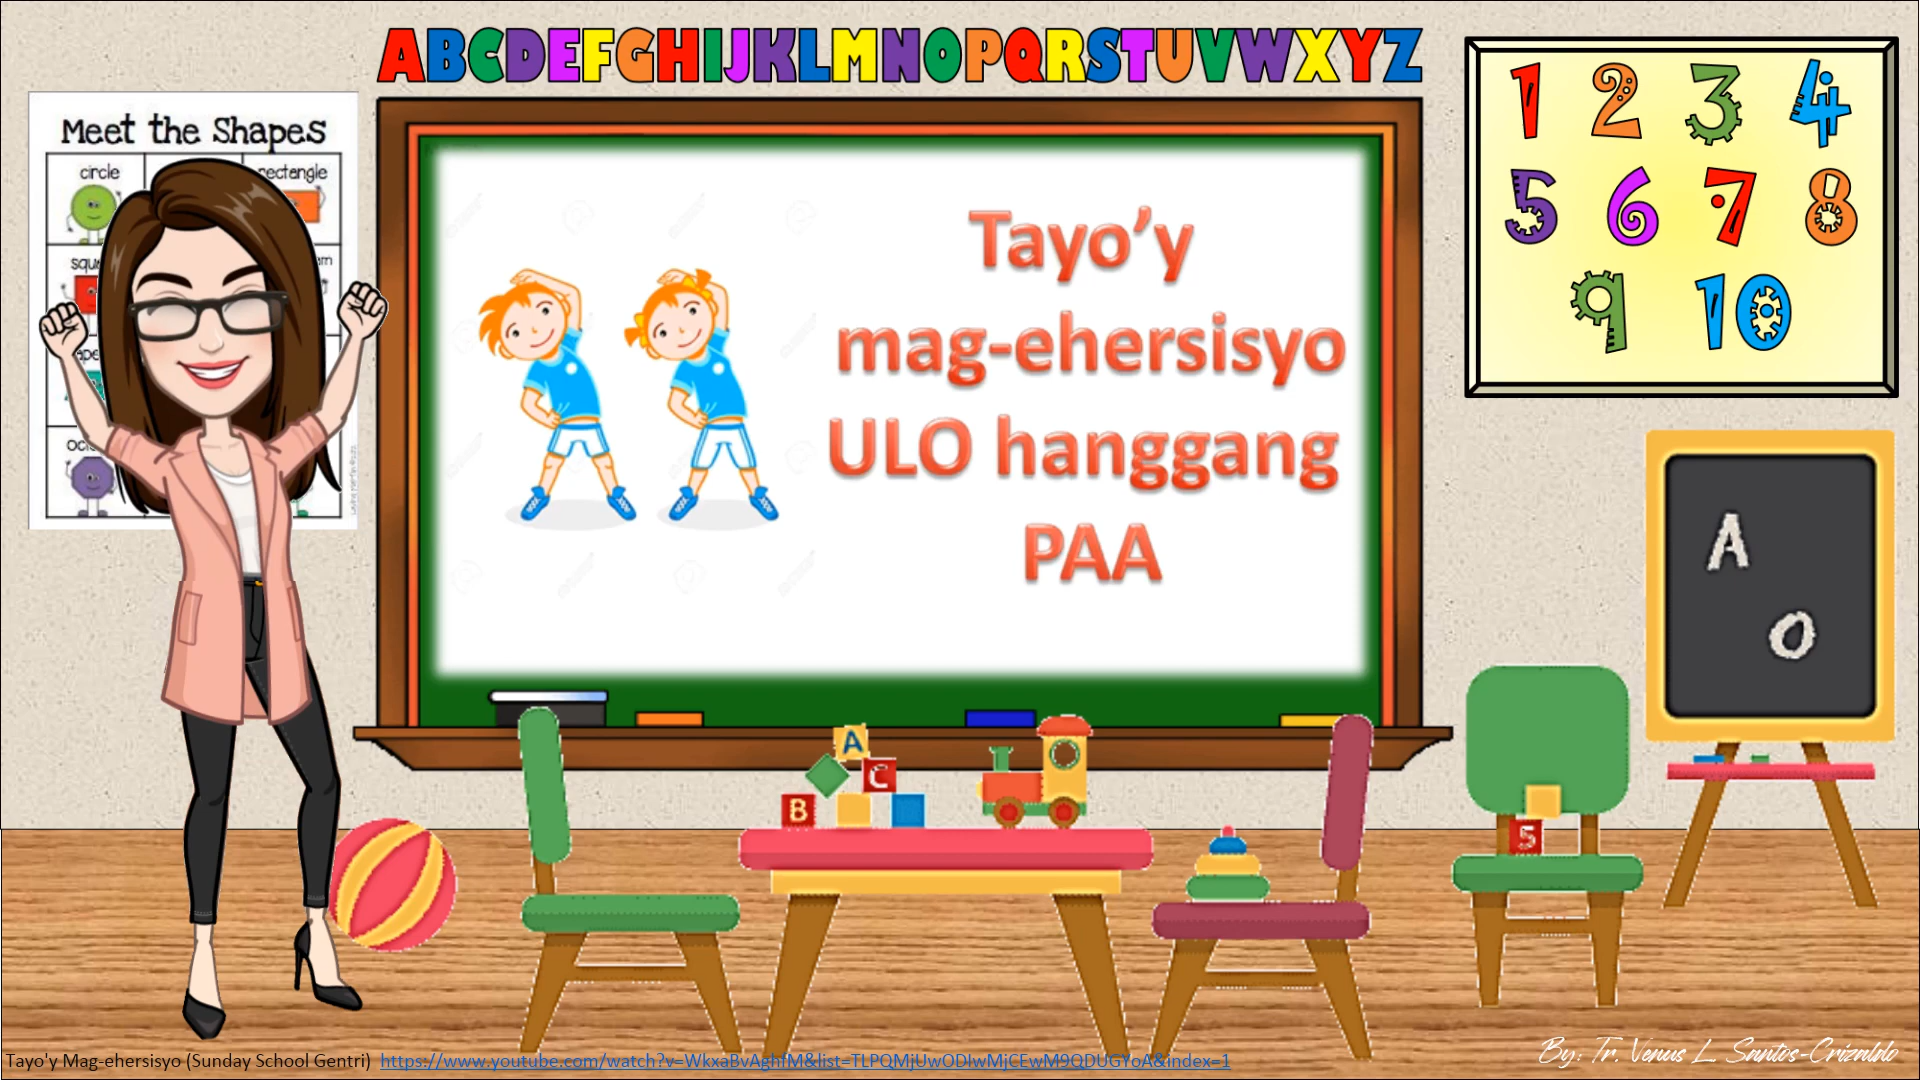 ABCDEFGHIJKLMNOPQRSTUVWXYZ
Meet the Shapes
circle
rectangle
Tayo’y
mag-ehersisyo
ULO hanggang
PAA
1 2 3 4
5 6 7 8
9 10
A
O
A
C
B
5
Tayo'y Mag-ehersisyo (Sunday School Gentri) https://www.youtube.com/watch?v=WkxaBvAghfM&list=TLPQMjUwODIwMjCEwM9QDUGYoA&index=1
By: Tr. Venus L. Santos-Crizaldo